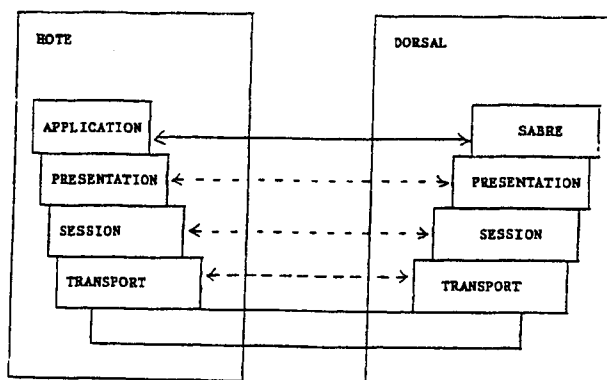 HOTE
DORSAL
APPLICATION
SABRE
PRESENTATION
PRESENTATION
SESSION
SESSION
TRANSPORT
TRANSPORT